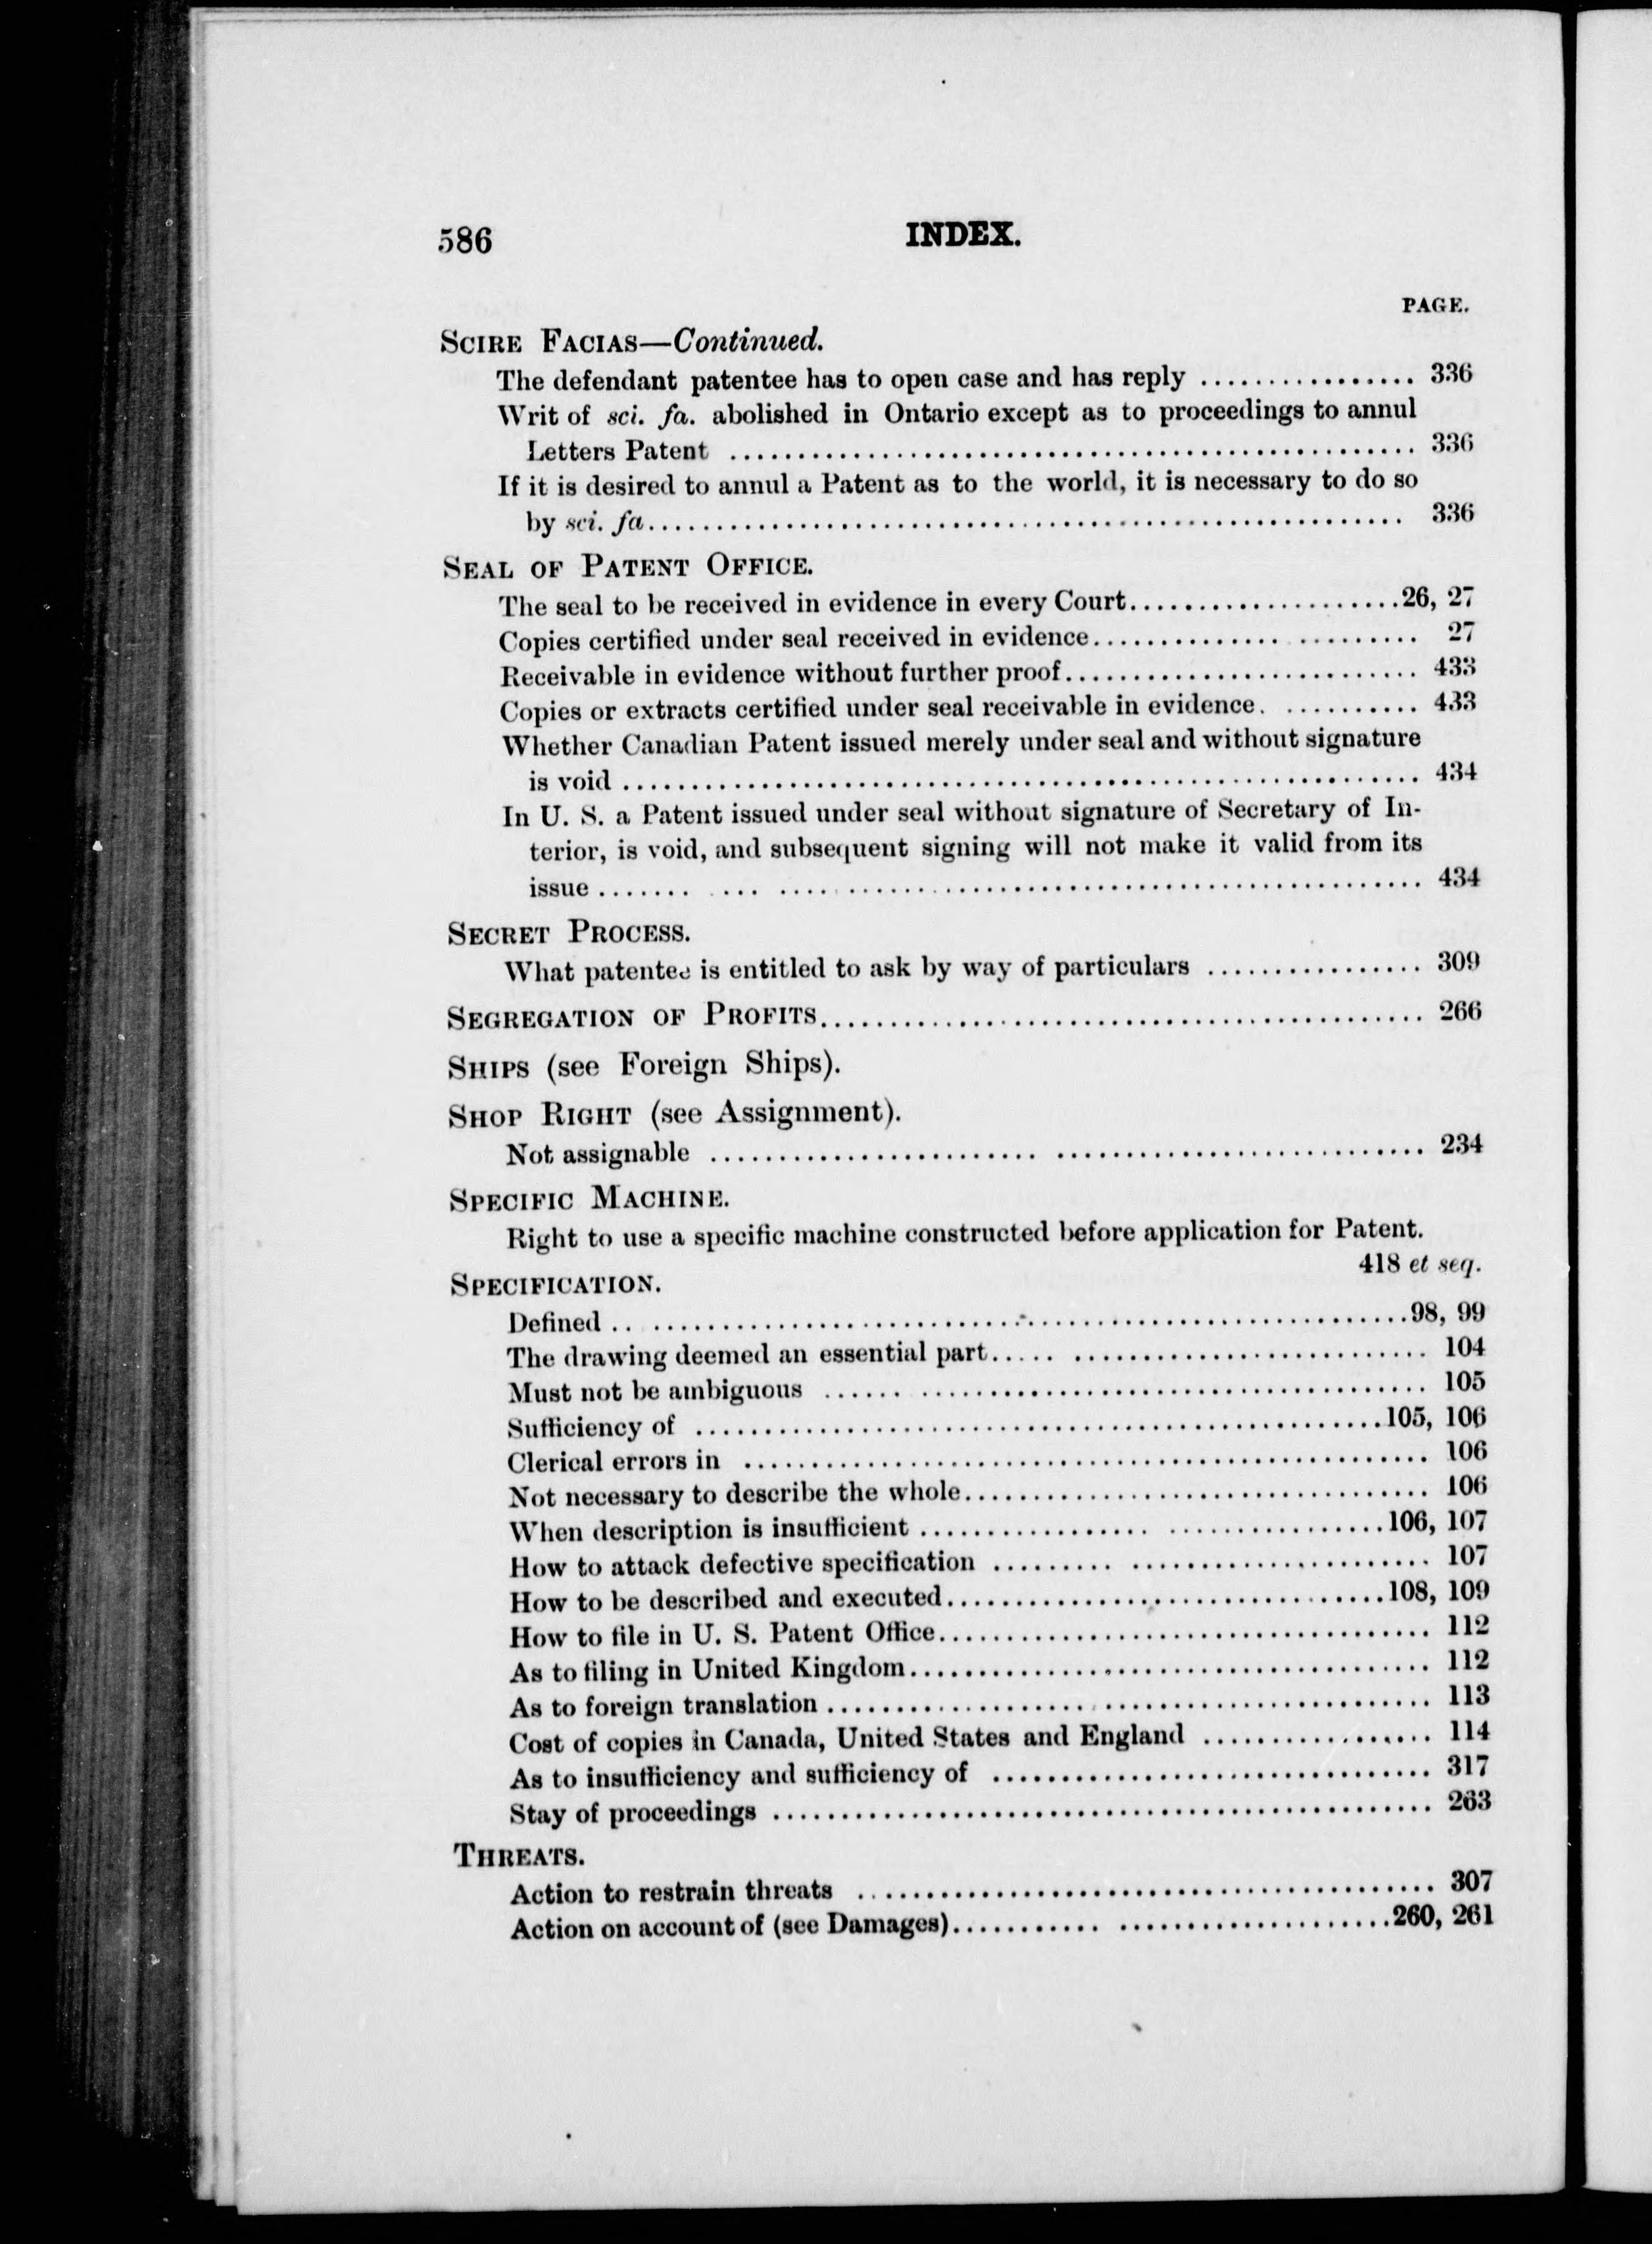 586 INDEX.
PAGE.
SCIRE FACIAS—Continued.
The defendant patentee has to open case and has reply ................ 336
Writ of sci. fa. abolished in Ontario except as to proceedings to annul
Letters Patent .................................................. 336
If it is desired to annul a Patent as to the world, it is necessary to do so
by sci. fa....................................................... 336
SEAL OF PATENT OFFICE.
The seal to be received in evidence in every Court....................26, 27
Copies certified under seal received in evidence....................... 27
Receivable in evidence without further proof.......................... 433
Copies or extracts certified under seal receivable in evidence. .......... 433
Whether Canadian Patent issued merely under seal and without signature
is void .......................................................... 434
In U. S. a Patent issued under seal without signature of Secretary of In-
terior, is void, and subsequent signing will not make it valid from its
issue ....... ... ............................................... 434
SECRET PROCESS.
What patentee is entitled to ask by way of particulars ................ 309
SEGREGATION OF PROFITS............................................ 266
SHIPS (see Foreign Ships).
SHOP RIGHT (see Assignment).
Not assignable ........................ ........................... 234
SPECIFIC MACHINE.
Right to use a specific machine constructed before application for Patent.
418 et seq.
SPECIFICATION.
Defined .. .......................................................98, 99
The drawing deemed an essential part..... .......................... 104
Must not be ambiguous ...... ..................................... 105
Sufficiency of ..................................................105, 106
Clerical errors in .................................................. 106
Not necessary to describe the whole.................................. 106
When description is insufficient ................. ................106, 107
How to attack defective specification ......... ...................... 107
How to be described and executed................................108, 109
How to file in U. S. Patent Office.................................... 112
As to filing in United Kingdom...................................... 112
As to foreign translation ............................................ 113
Cost of copies in Canada, United States and England ................. 114
As to insufficiency and sufficiency of ................................ 317
Stay of proceedings ................................................ 263
THREATS.
Action to restrain threats .......................................... 307
Action on account of (see Damages)........... ....................260, 261